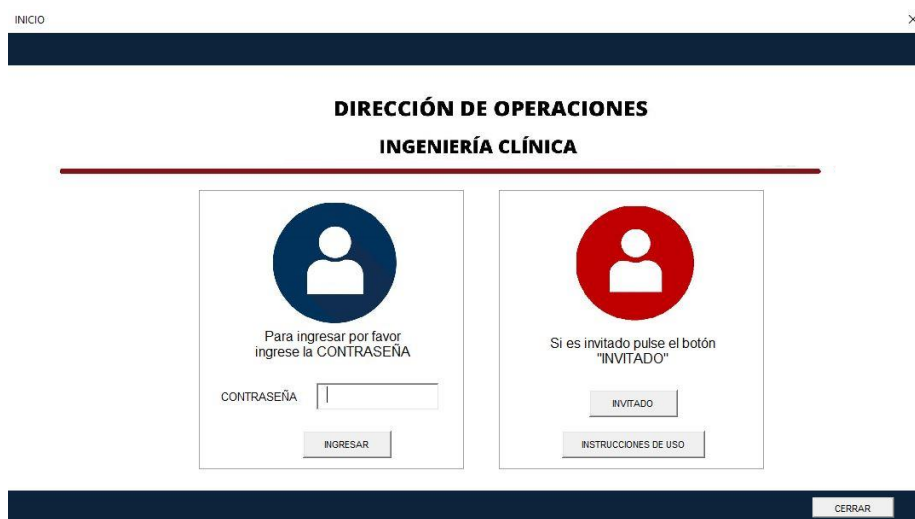 INICIO
DIRECCIÓN DE OPERACIONES
INGENIERÍA CLÍNICA
Para ingresar por favor
ingrese la CONTRASEÑA
CONTRASEÑA
INGRESAR
Si es invitado pulse el botón
"INVITADO"
INVITADO
INSTRUCCIONES DE USO
CERRAR